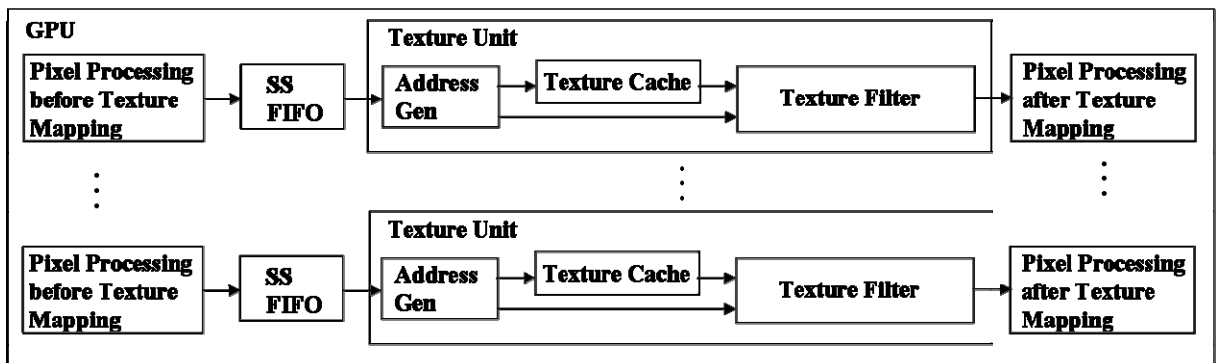 GPU
Texture Unit
Pixel Processing
before Texture
Mapping
SS
FIFO
Address
Gen
Texture Cache
Texture Filter
Pixel Processing
after Texture
Mapping
Texture Unit
Pixel Processing
before Texture
Mapping
SS
FIFO
Address
Gen
Texture Cache
Texture Filter
Pixel Processing
after Texture
Mapping